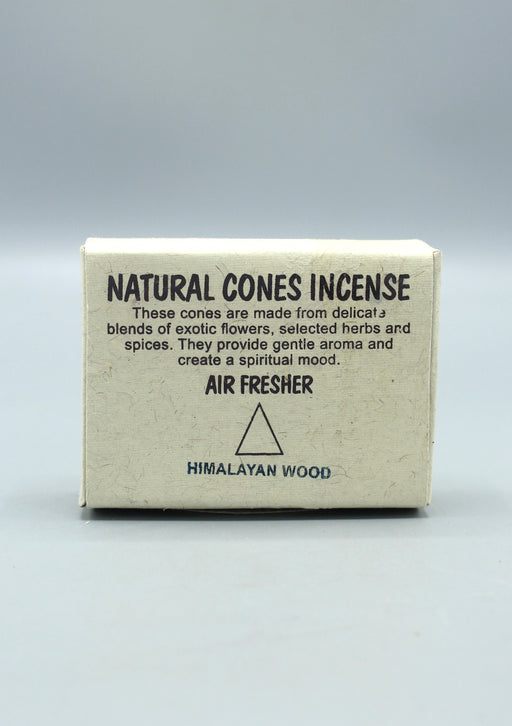 NATURAL CONES INCENSE
These cones are made from delicate
blends of exotic flowers, selected herbs and
spices. They provide gentle aroma and
create a spiritual mood.
AIR FRESHER
HIMALAYAN WOOD